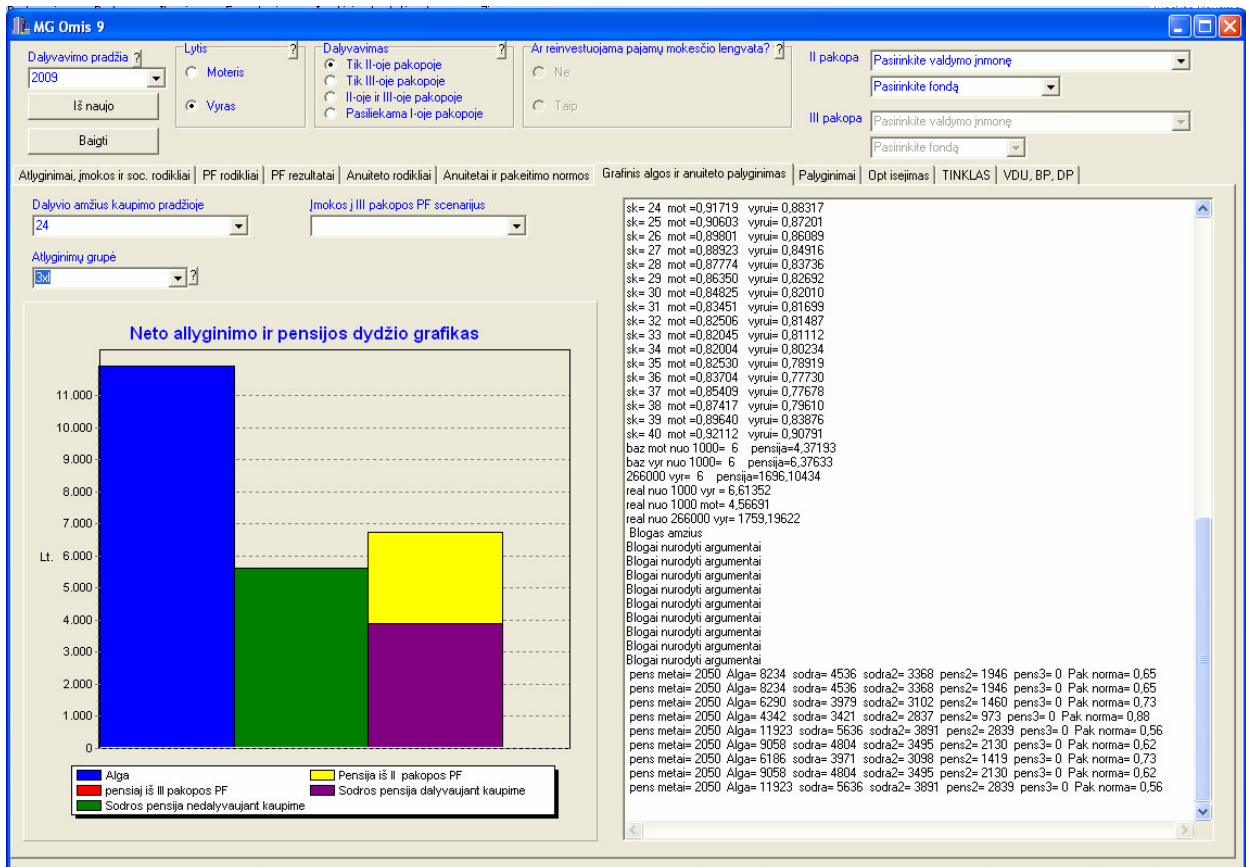 MG Omis 9
Dalyvavimo pradžia ?
2009
Iš naujo
Baigti
Lytis ?
Moteris
Vyras
Dalyvavimas ?
Tik II-oje pakopoje
Tik III-oje pakopoje
II-oje ir III-oje pakopoje
Pasiliekama I-oje pakopoje
Ar reinvestuojama pajamų mokesčio lengvata? ?
Ne
Taip
II pakopa
Pasirinkite valdymo įnmonę
Pasirinkite fondą
III pakopa
Pasirinkite valdymo įnmonę
Pasirinkite fondą
Atlyginimai, įmokos ir soc. rodikliai
PF rodikliai
PF rezultatai
Anuiteto rodikliai
Anuitetai ir pakeitimo normos
Grafinis algos ir anuiteto palyginimas
Palyginimai
Opt isejimas
TINKLAS
VDU, BP, DP
Dalyvio amžius kaupimo pradžioje
24
Įmokos į III pakopos PF scenarijus
Atlyginimų grupė
3xl
?
Neto allyginimo ir pensijos dydžio grafikas
11.000
10.000
9.000
8.000
7.000
Lt. 6.000
5.000
4.000
3.000
2.000
1.000
0
Alga
Pensija iš II pakopos PF
pensiaj iš III pakopos PF
Sodros pensija dalyvaujant kaupime
Sodros pensija nedalyvaujant kaupime
sk= 24 mot =0,91719 vyrui= 0,88317
sk= 25 mot =0,90603 vyrui= 0,87201
sk= 26 mot =0,89801 vyrui= 0,86089
sk= 27 mot =0,88923 vyrui= 0,84916
sk= 28 mot =0,87774 vyrui= 0,83736
sk= 29 mot =0,86350 vyrui= 0,82692
sk= 30 mot =0,84825 vyrui= 0,82010
sk= 31 mot =0,83451 vyrui= 0,81699
sk= 32 mot =0,82506 vyrui= 0,81487
sk= 33 mot =0,82045 vyrui= 0,81112
sk= 34 mot =0,82004 vyrui= 0,80234
sk= 35 mot =0,82530 vyrui= 0,78919
sk= 36 mot =0,83704 vyrui= 0,77730
sk= 37 mot =0,85409 vyrui= 0,77678
sk= 38 mot =0,87417 vyrui= 0,79610
sk= 39 mot =0,89640 vyrui= 0,83876
sk= 40 mot =0,92112 vyrui= 0,90791
baz mot nuo 1000= 6 pensija=4,37193
baz vyr nuo 1000= 6 pensija=6,37633
266000 vyr= 6 pensija=1696,10434
real nuo 1000 vyr = 6,61352
real nuo 1000 mot= 4,56691
real nuo 266000 vyr= 1759,19622
Blogas amzius
Blogai nurodyti argumentai
Blogai nurodyti argumentai
Blogai nurodyti argumentai
Blogai nurodyti argumentai
Blogai nurodyti argumentai
Blogai nurodyti argumentai
Blogai nurodyti argumentai
Blogai nurodyti argumentai
Blogai nurodyti argumentai
pens metai= 2050 Alga= 8234 sodra= 4536 sodra2= 3368 pens2= 1946 pens3= 0 Pak norma= 0,65
pens metai= 2050 Alga= 8234 sodra= 4536 sodra2= 3368 pens2= 1946 pens3= 0 Pak norma= 0,65
pens metai= 2050 Alga= 6290 sodra= 3979 sodra2= 3102 pens2= 1460 pens3= 0 Pak norma= 0,73
pens metai= 2050 Alga= 4342 sodra= 3421 sodra2= 2837 pens2= 973 pens3= 0 Pak norma= 0,88
pens metai= 2050 Alga= 11923 sodra= 5636 sodra2= 3891 pens2= 2839 pens3= 0 Pak norma= 0,56
pens metai= 2050 Alga= 9058 sodra= 4804 sodra2= 3495 pens2= 2130 pens3= 0 Pak norma= 0,62
pens metai= 2050 Alga= 6186 sodra= 3971 sodra2= 3098 pens2= 1419 pens3= 0 Pak norma= 0,73
pens metai= 2050 Alga= 9058 sodra= 4804 sodra2= 3495 pens2= 2130 pens3= 0 Pak norma= 0,62
pens metai= 2050 Alga= 11923 sodra= 5636 sodra2= 3891 pens2= 2839 pens3= 0 Pak norma= 0,56